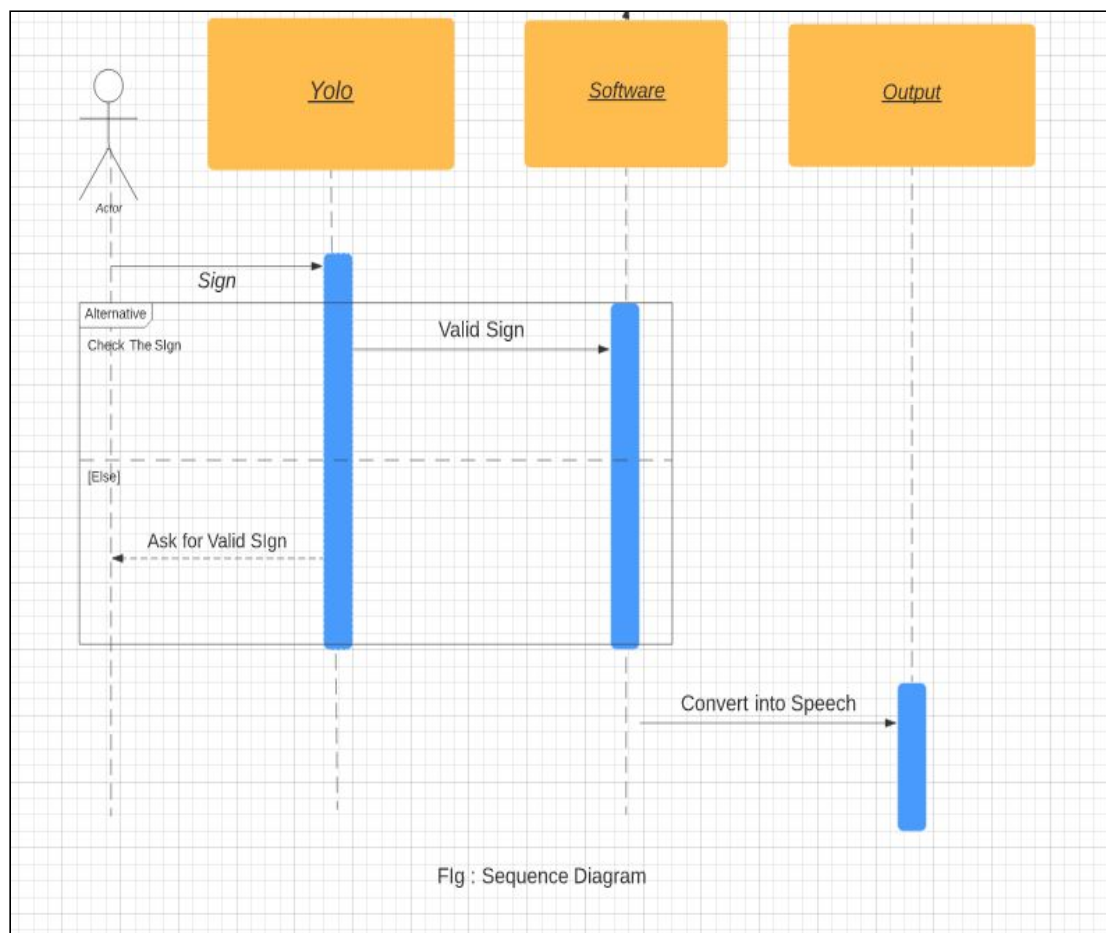 Yolo
Software
Output
Actor
Sign
Alternative
Valid Sign
Check The SIgn
[Else]
Ask for Valid SIgn
Convert into Speech
FIg : Sequence Diagram